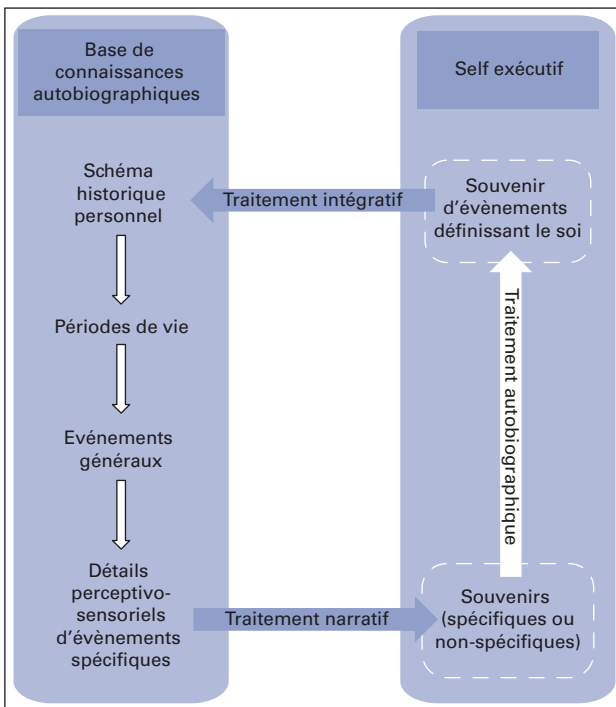 Base de
connaissances
autobiographiques
Self exécutif
Schéma
historique
personnel
Traitement intégratif
Souvenir
d'évènements
définissant le soi
Périodes de vie
Traitement autobiographique
Evénements
généraux
Détails
perceptivo-
sensoriels
d'évènements
spécifiques
Traitement narratif
Souvenirs
(spécifiques ou
non-spécifiques)